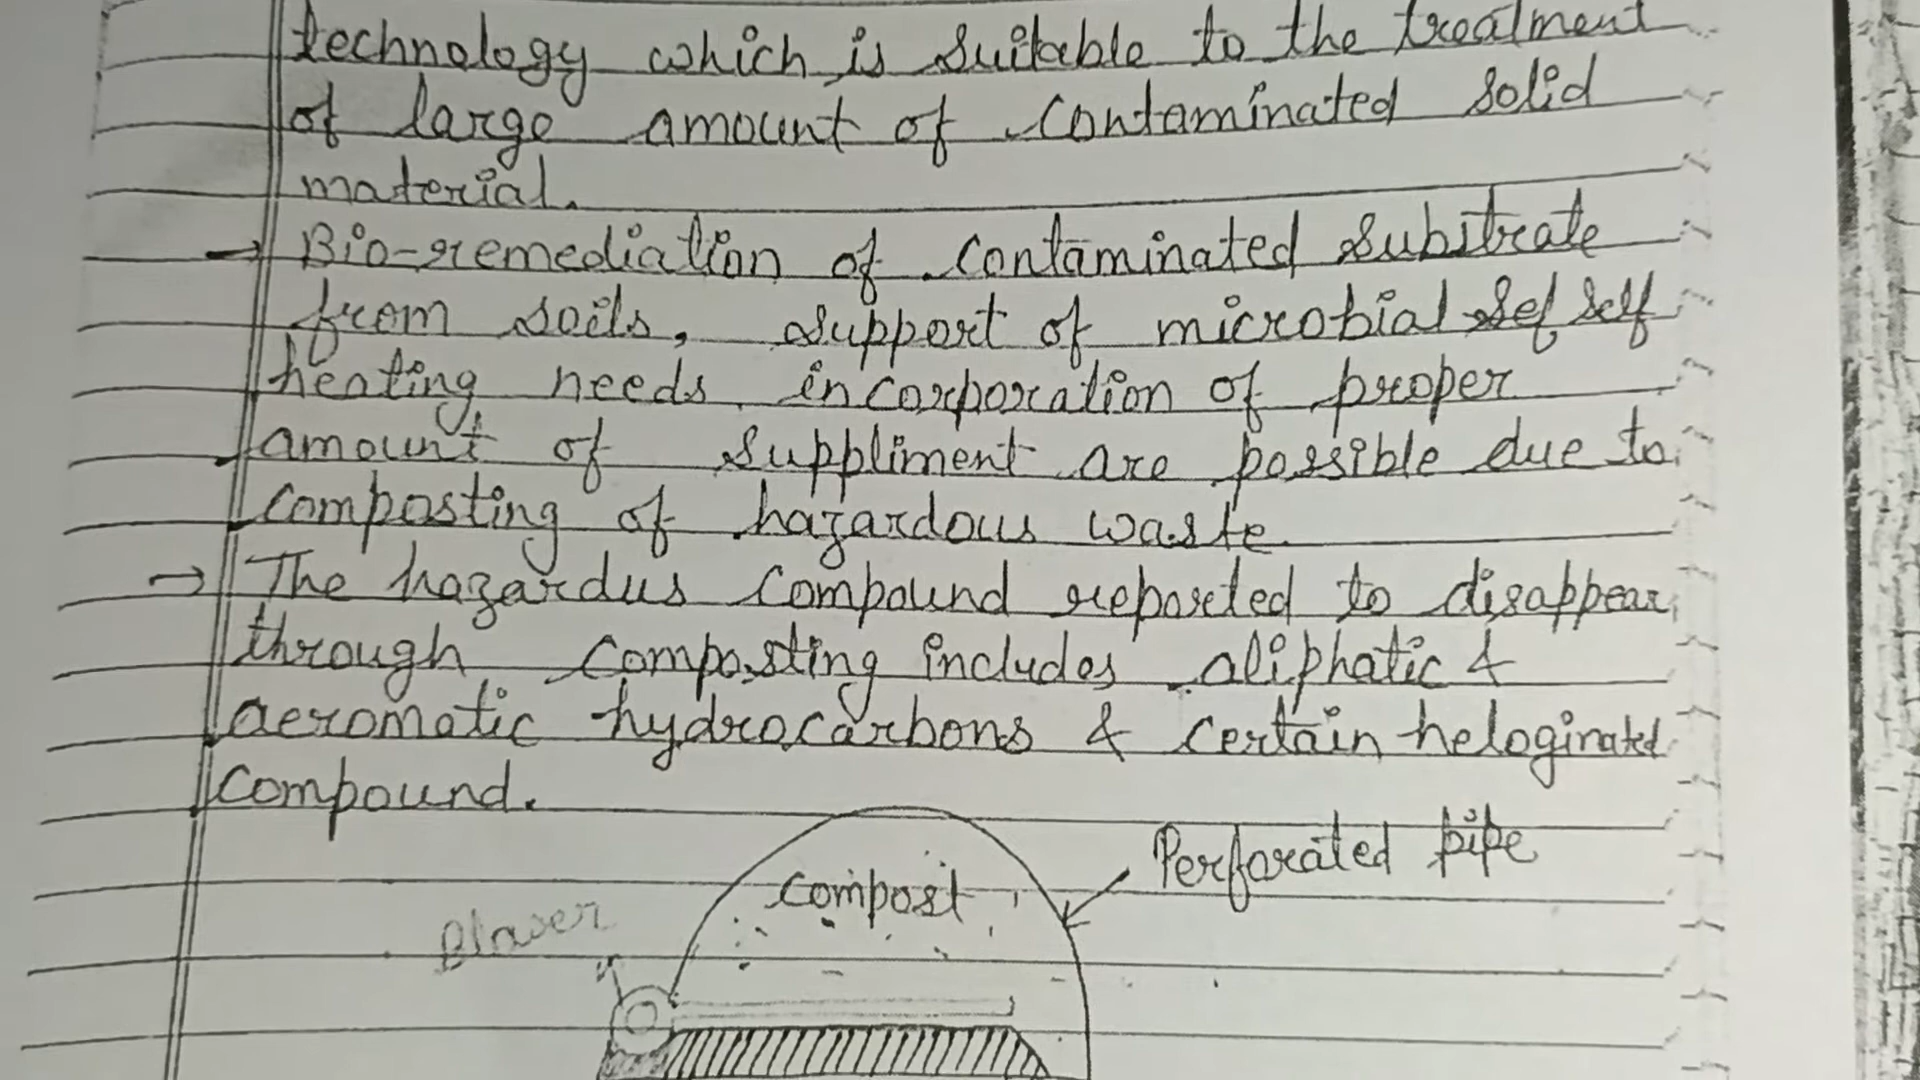 technology which is suitable to the treatment
of large amount of contaminated solid
material.
→ Bio-remediation of contaminated substrate
from soils, support of microbial sef self
heating needs incorporation of proper
amount of suppliment are possible due to
composting of hazardous waste.
→ The hazardus compound reported to disappear
through composting includes aliphatic &
aeromatic hydrocarbons & certain heloginated
compound.
Perforated pipe
compost
Blower